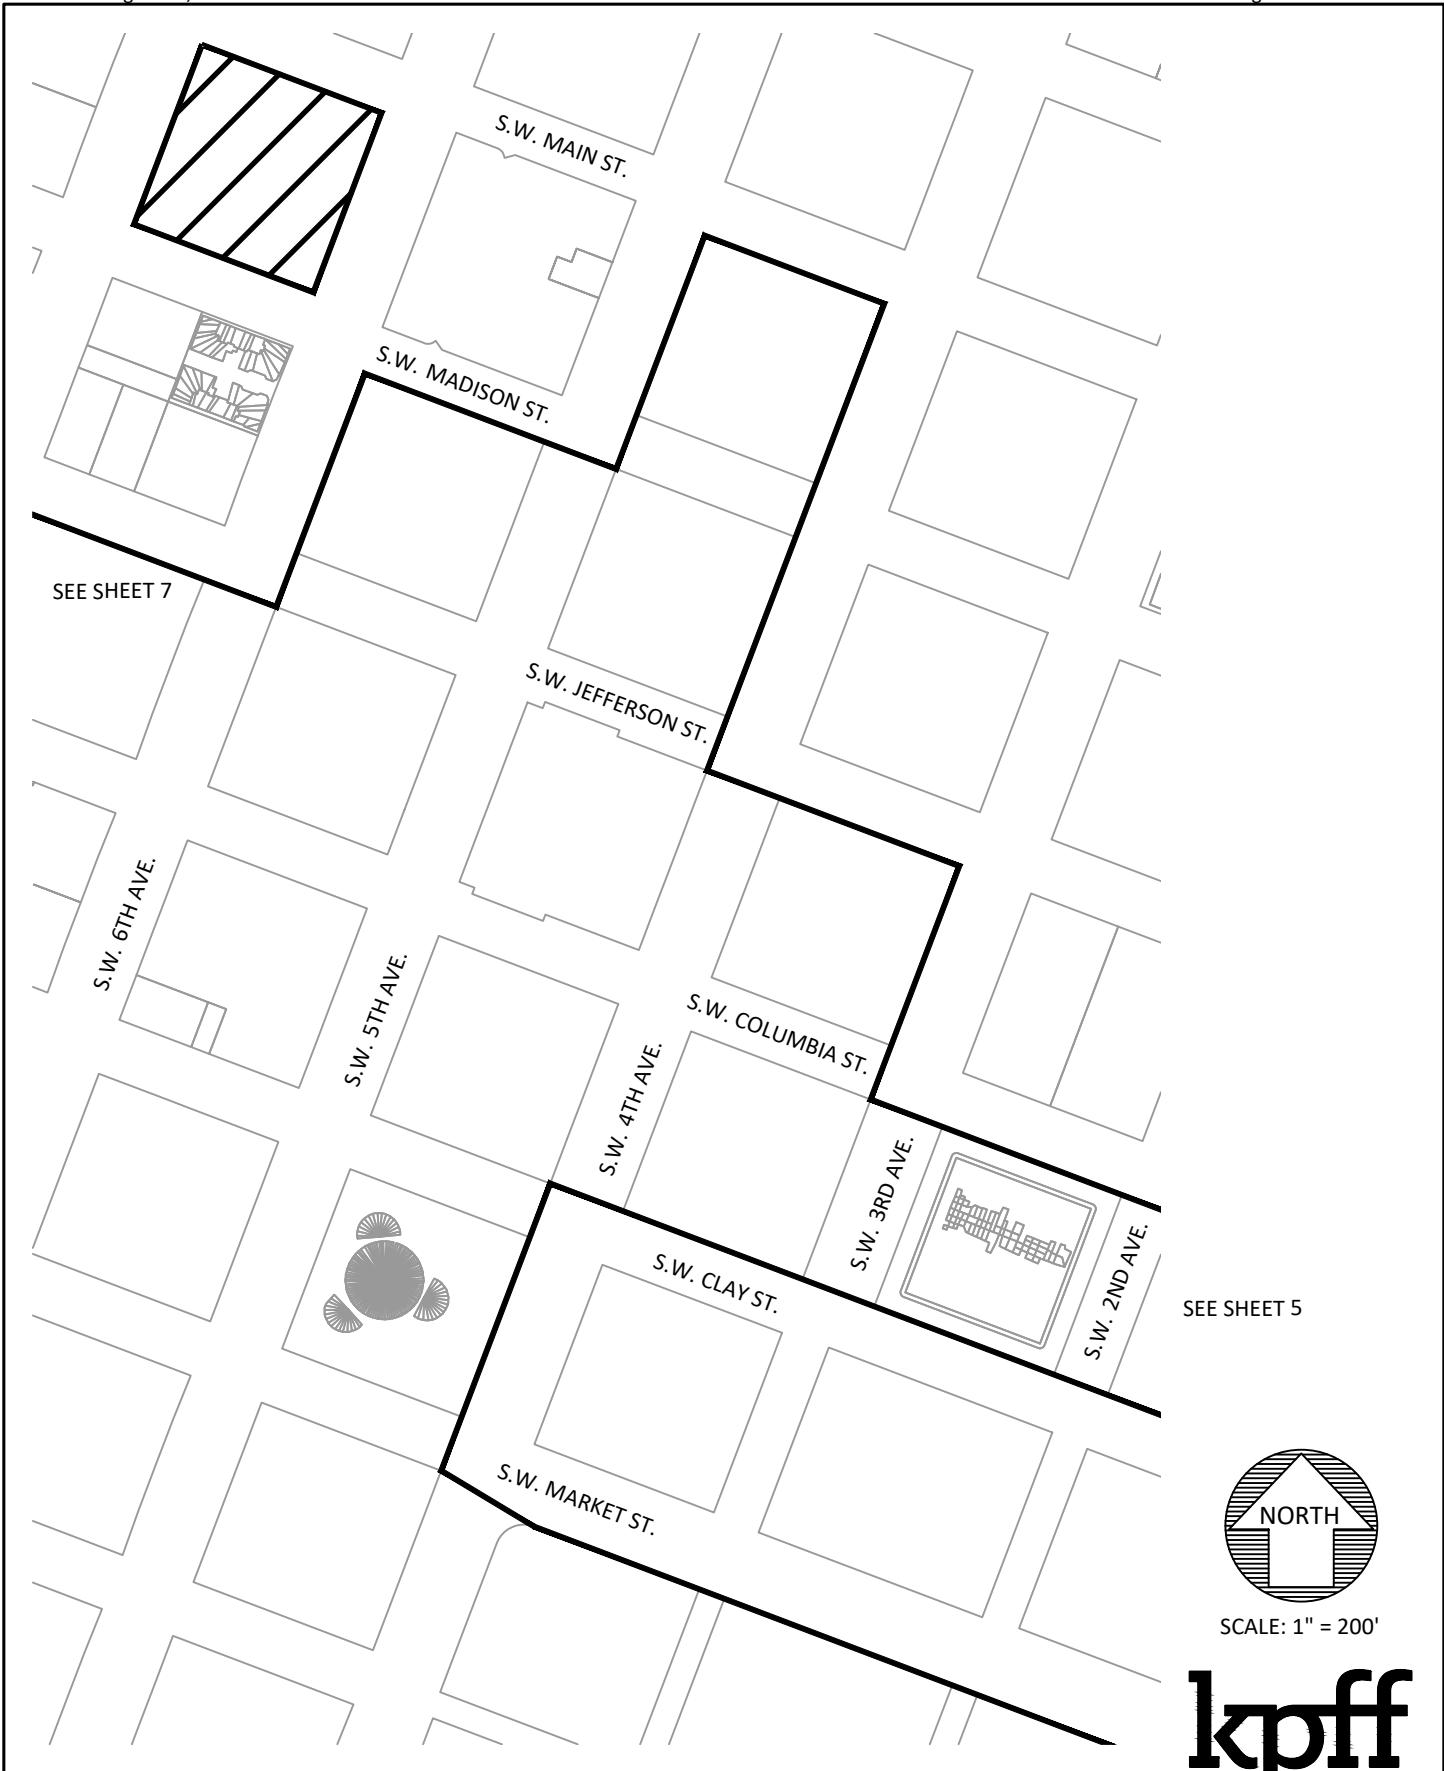 S.W. MAIN ST.
S.W. MADISON ST.
SEE SHEET 7
S.W. JEFFERSON ST.
S.W. 6TH AVE.
S.W. 5TH AVE.
S.W. COLUMBIA ST.
S.W. 4TH AVE.
S.W. 3RD AVE.
S.W. 2ND AVE.
S.W. CLAY ST.
SEE SHEET 5
S.W. MARKET ST.
NORTH
SCALE: 1" = 200'
kpff